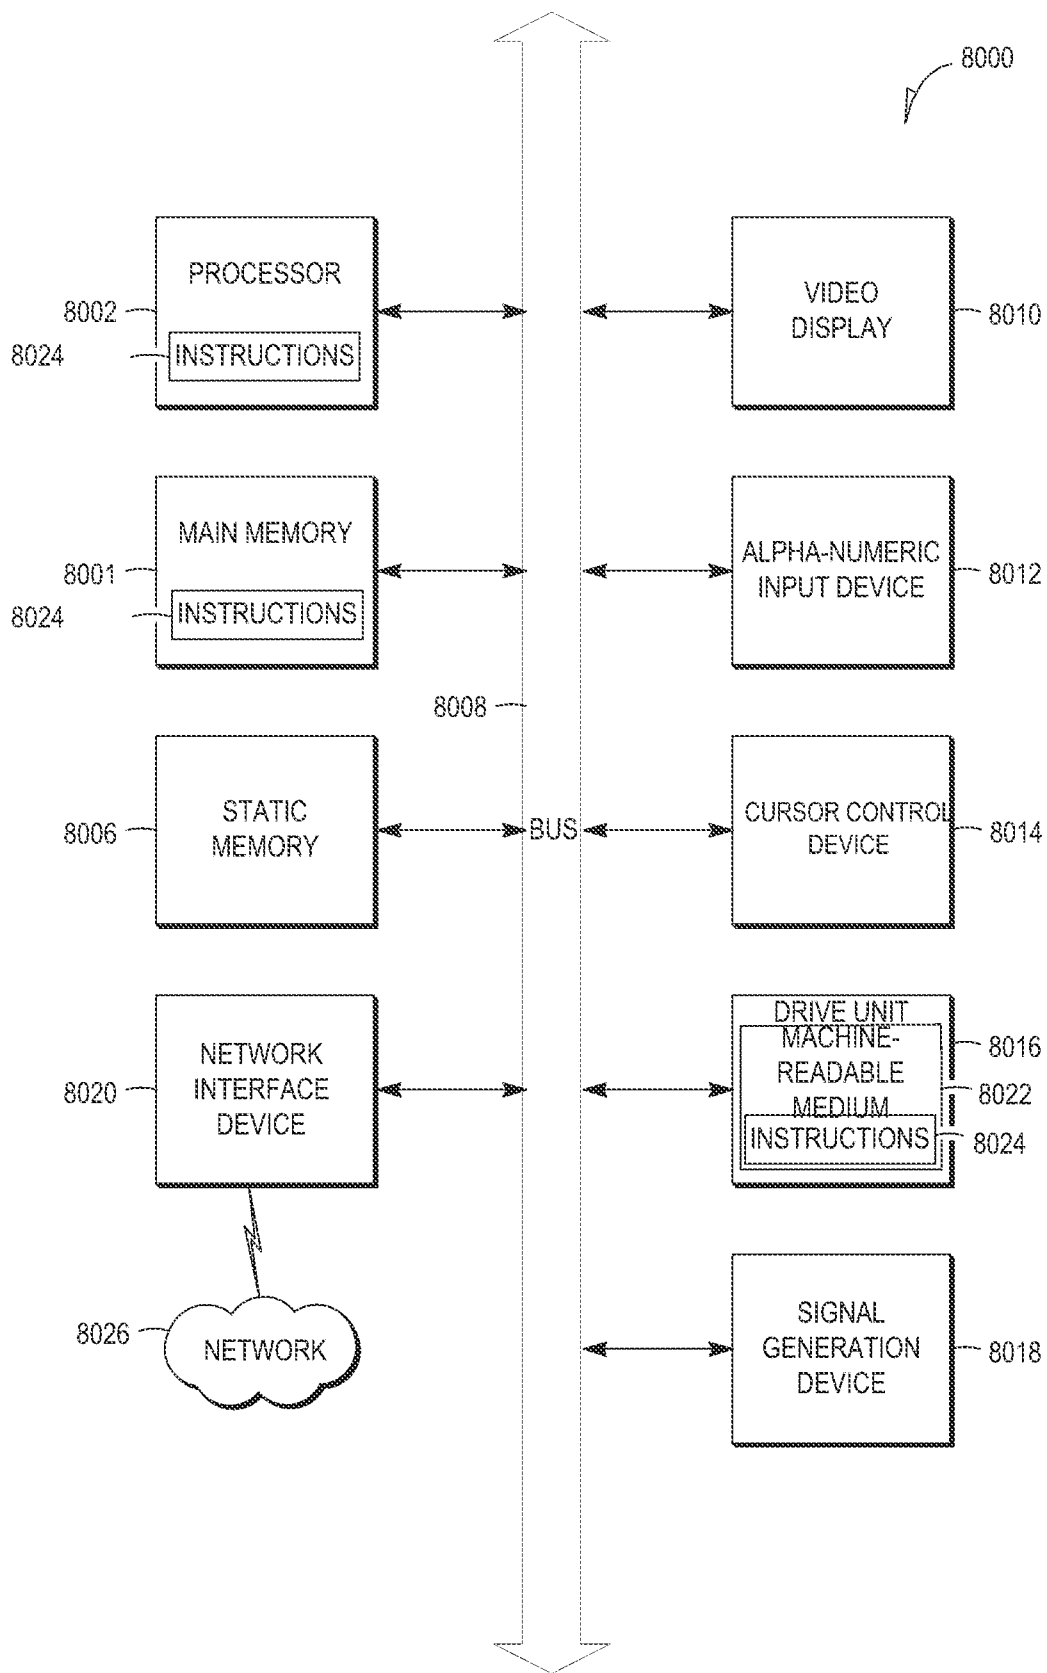 8000
PROCESSOR
8002
8024
INSTRUCTIONS
VIDEO
DISPLAY
8010
MAIN MEMORY
8001
8024
INSTRUCTIONS
ALPHA-NUMERIC
INPUT DEVICE
8012
8008
STATIC
MEMORY
8006
BUS
CURSOR CONTROL
DEVICE
8014
NETWORK
INTERFACE
DEVICE
8020
DRIVE UNIT
8016
MACHINE-
READABLE
MEDIUM
8022
INSTRUCTIONS
8024
8026
NETWORK
SIGNAL
GENERATION
DEVICE
8018